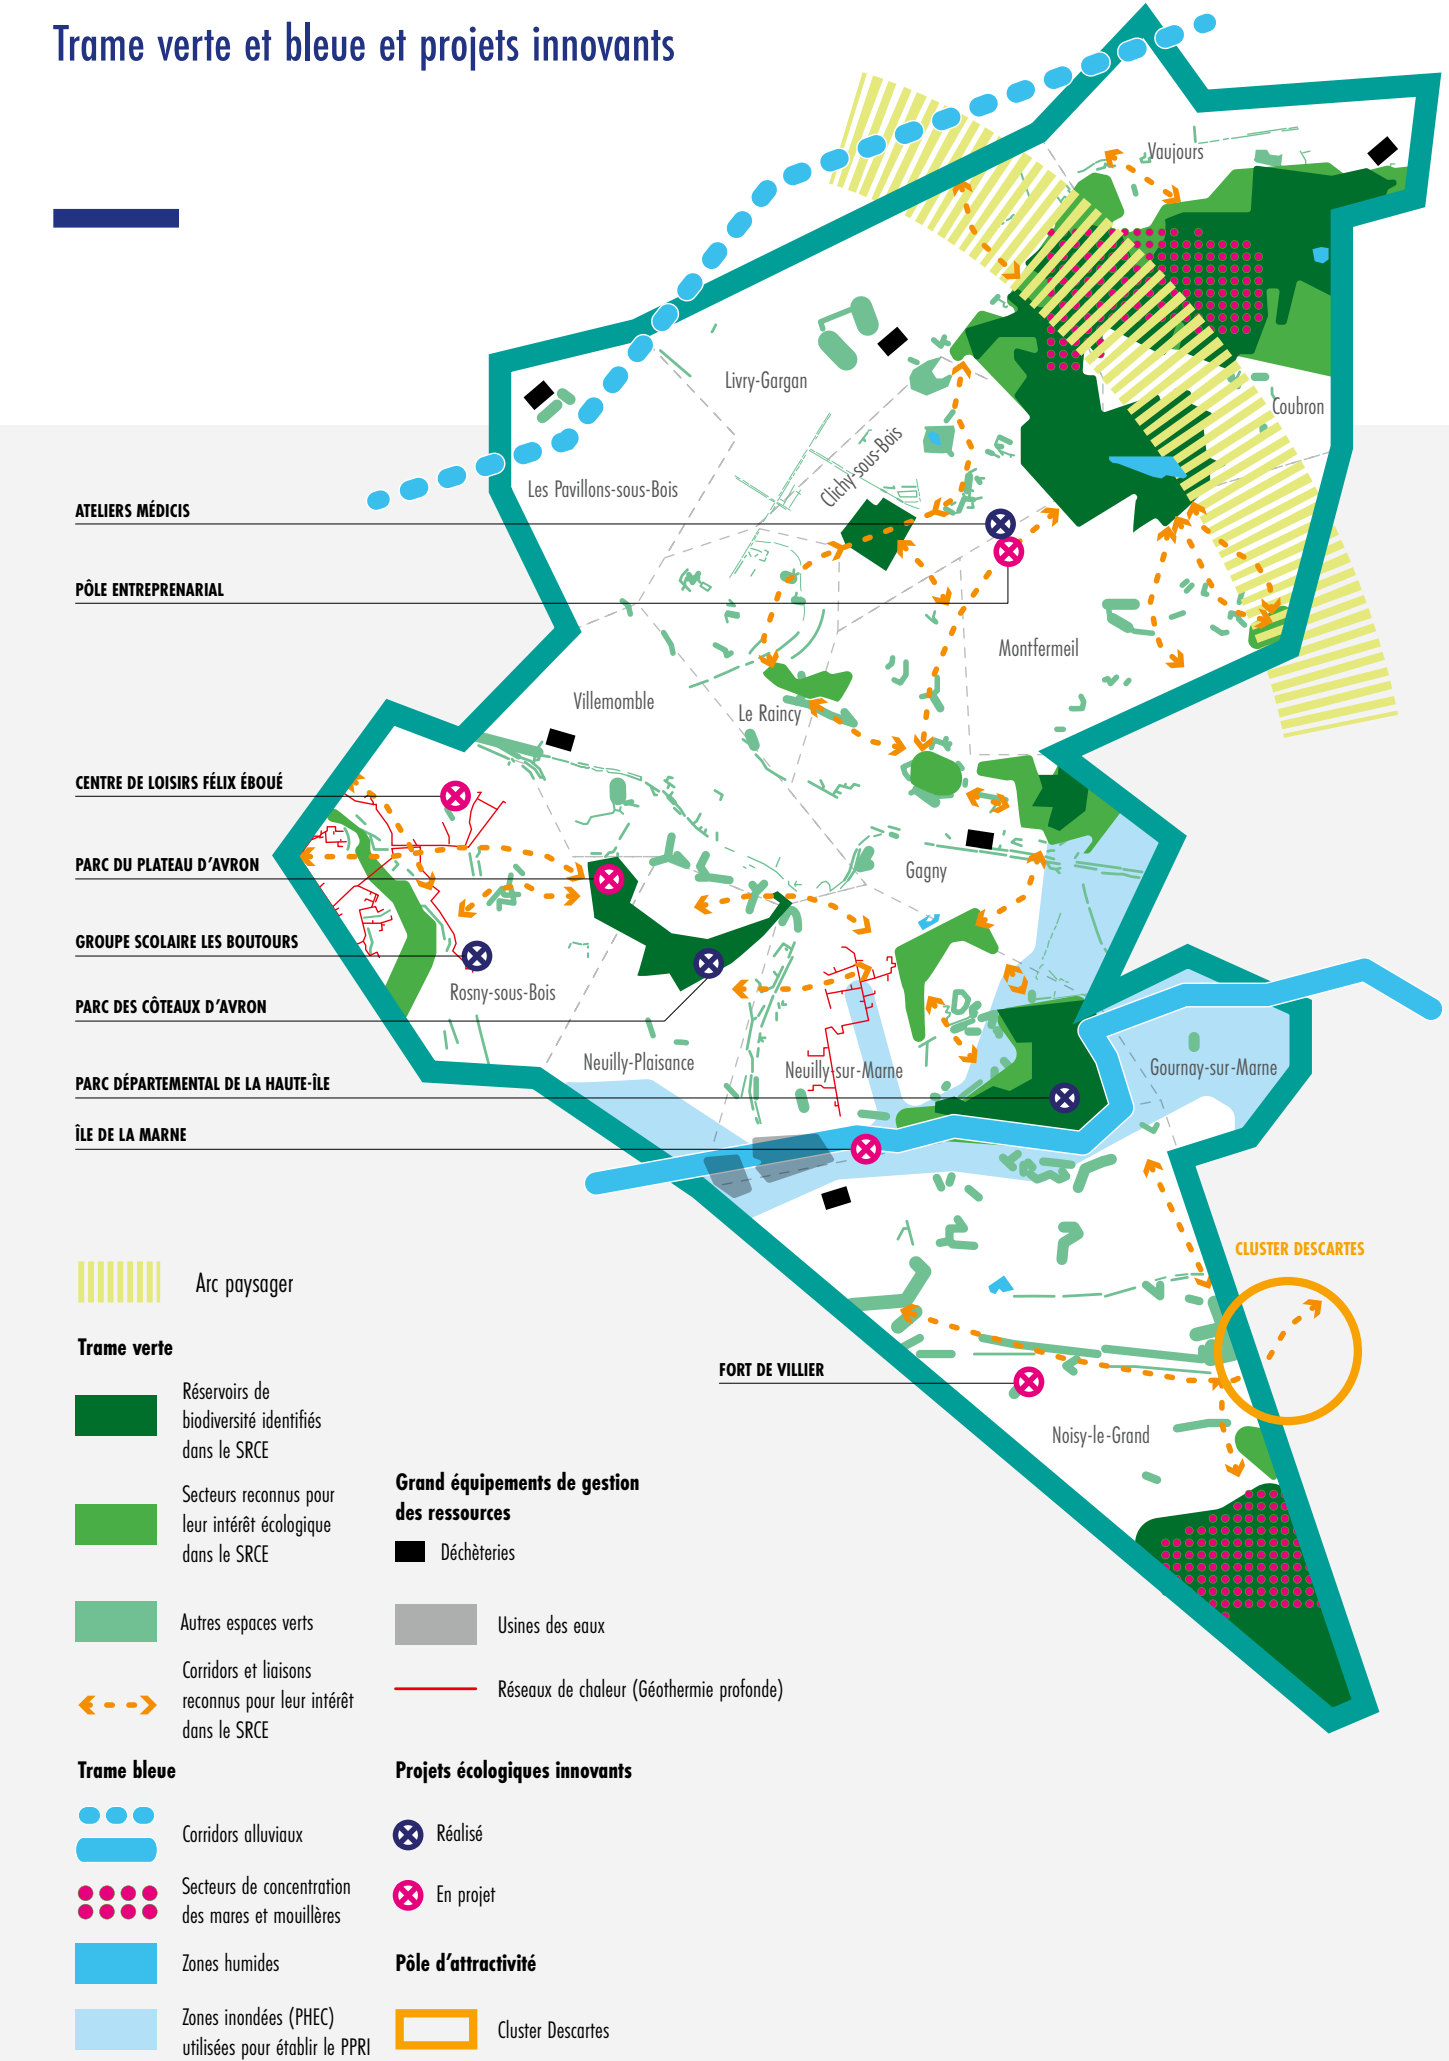 Trame verte et bleue et projets innovants
Vaujours
Livry-Gargan
Coubron
Clichy-sous-Bois
Les Pavillons-sous-Bois
ATELIERS MÉDICIS
PÔLE ENTREPRENARIAL
Montfermeil
Villemomble
Le Raincy
CENTRE DE LOISIRS FÉLIX ÉBOUÉ
PARC DU PLATEAU D’AVRON
Gagny
GROUPE SCOLAIRE LES BOUTOURS
Rosny-sous-Bois
PARC DES CÔTEAUX D’AVRON
Neuilly-Plaisance
Neuilly-sur-Marne
Gournay-sur-Marne
PARC DÉPARTEMENTAL DE LA HAUTE-ÎLE
ÎLE DE LA MARNE
CLUSTER DESCARTES
FORT DE VILLIER
Noisy-le-Grand
Arc paysager
Trame verte
Réservoirs de
biodiversité identifiés
dans le SRCE
Secteurs reconnus pour
leur intérêt écologique
dans le SRCE
Autres espaces verts
Corridors et liaisons
reconnus pour leur intérêt
dans le SRCE
Trame bleue
Corridors alluviaux
Secteurs de concentration
des mares et mouillères
Zones humides
Zones inondées (PHEC)
utilisées pour établir le PPRI
Grand équipements de gestion
des ressources
Déchèteries
Usines des eaux
Réseaux de chaleur (Géothermie profonde)
Projets écologiques innovants
Réalisé
En projet
Pôle d’attractivité
Cluster Descartes